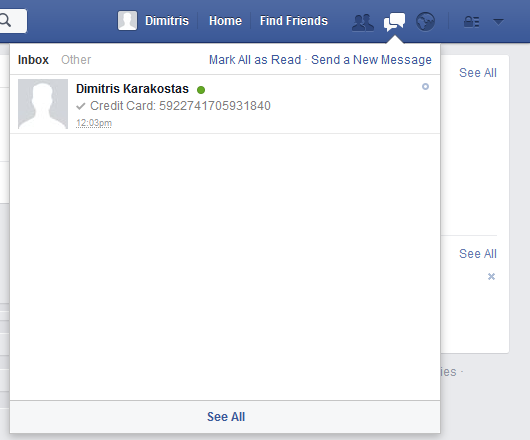 Dimitris Home Find Friends
Inbox Other Mark All as Read · Send a New Message
See All
Dimitris Karakostas
Credit Card: 5922741705931840
12:03pm
See All
ies ·
See All